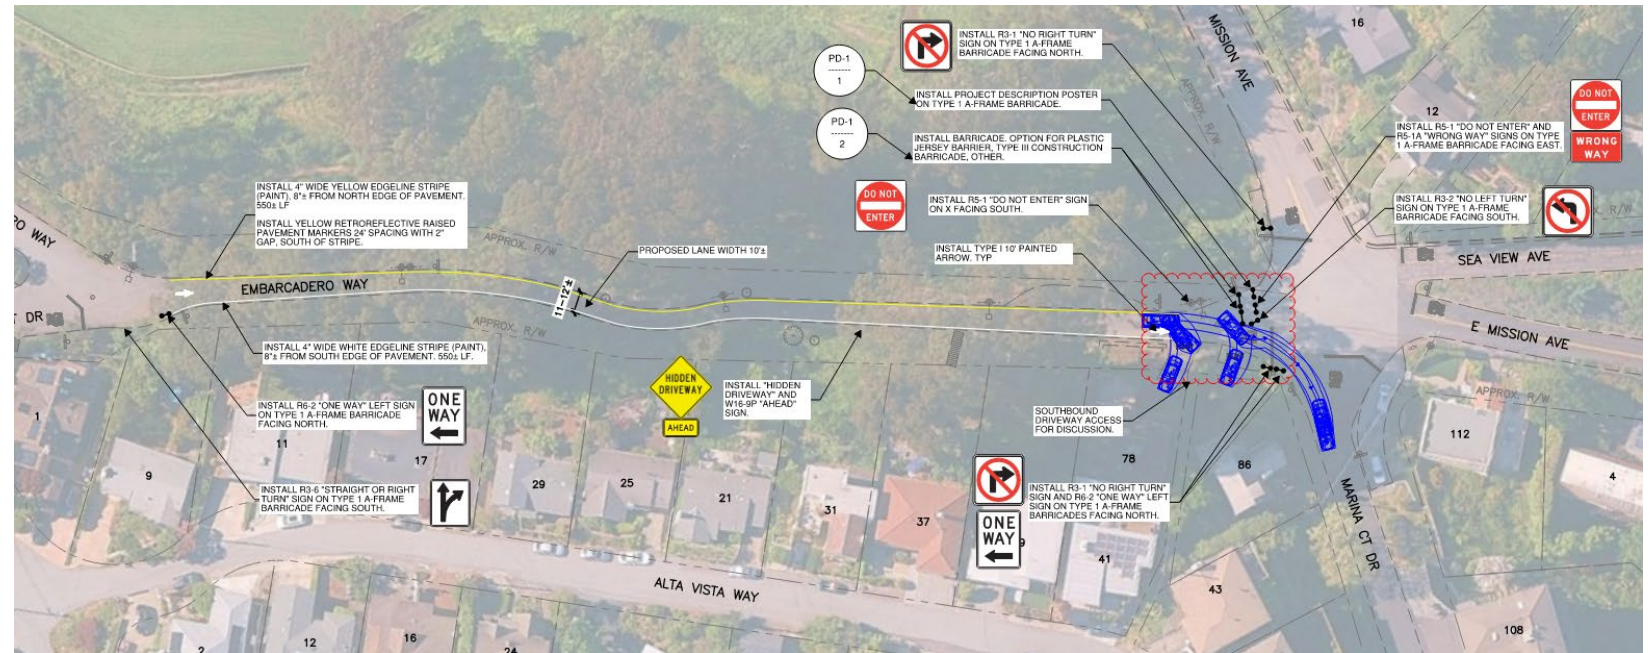 MISSION AVE
16
INSTALL R3-1 "NO RIGHT TURN"
SIGN ON TYPE 1 A-FRAME
BARRICADE FACING NORTH.
PD-1
-------
1
INSTALL PROJECT DESCRIPTION POSTER
ON TYPE 1 A-FRAME BARRICADE.
APPROX. R/W
DO NOT
ENTER
WRONG
WAY
12
INSTALL R5-1 "DO NOT ENTER" AND
R5-1A "WRONG WAY" SIGNS ON TYPE
1 A-FRAME BARRICADE FACING EAST.
PD-1
-------
2
INSTALL BARRICADE. OPTION FOR PLASTIC
JERSEY BARRIER, TYPE III CONSTRUCTION
BARRICADE, OTHER.
INSTALL 4" WIDE YELLOW EDGELINE STRIPE
(PAINT), 8"± FROM NORTH EDGE OF PAVEMENT.
550± LF
INSTALL YELLOW RETROREFLECTIVE RAISED
PAVEMENT MARKERS 24' SPACING WITH 2"
GAP, SOUTH OF STRIPE.
DO NOT
ENTER
INSTALL R5-1 "DO NOT ENTER" SIGN
ON X FACING SOUTH.
INSTALL R3-2 "NO LEFT TURN"
SIGN ON TYPE 1 A-FRAME
BARRICADE FACING SOUTH.
R/W
RO WAY
APPROX. R/W
PROPOSED LANE WIDTH 10'±
INSTALL TYPE I 10' PAINTED
ARROW. TYP
SEA VIEW AVE
EMBARCADERO WAY
11-12'±
T DR
APPROX. R/W
E MISSION AVE
INSTALL 4" WIDE WHITE EDGELINE STRIPE (PAINT),
8"± FROM SOUTH EDGE OF PAVEMENT. 550± LF.
HIDDEN
DRIVEWAY
AHEAD
INSTALL "HIDDEN
DRIVEWAY" AND
W16-9P "AHEAD"
SIGN.
APPROX. R/W
INSTALL R6-2 "ONE WAY" LEFT SIGN
ON TYPE 1 A-FRAME BARRICADE
FACING NORTH.
ONE
WAY
SOUTHBOUND
DRIVEWAY ACCESS
FOR DISCUSSION.
1
11
17
9
29
25
21
31
37
78
86
112
4
INSTALL R3-6 "STRAIGHT OR RIGHT
TURN" SIGN ON TYPE 1 A-FRAME
BARRICADE FACING SOUTH.
INSTALL R3-1 "NO RIGHT TURN"
SIGN AND R6-2 "ONE WAY" LEFT
SIGN ON TYPE 1 A-FRAME
BARRICADES FACING NORTH.
ONE
WAY
9
41
MARINA CT DR
ALTA VISTA WAY
43
108
2
12
16
24